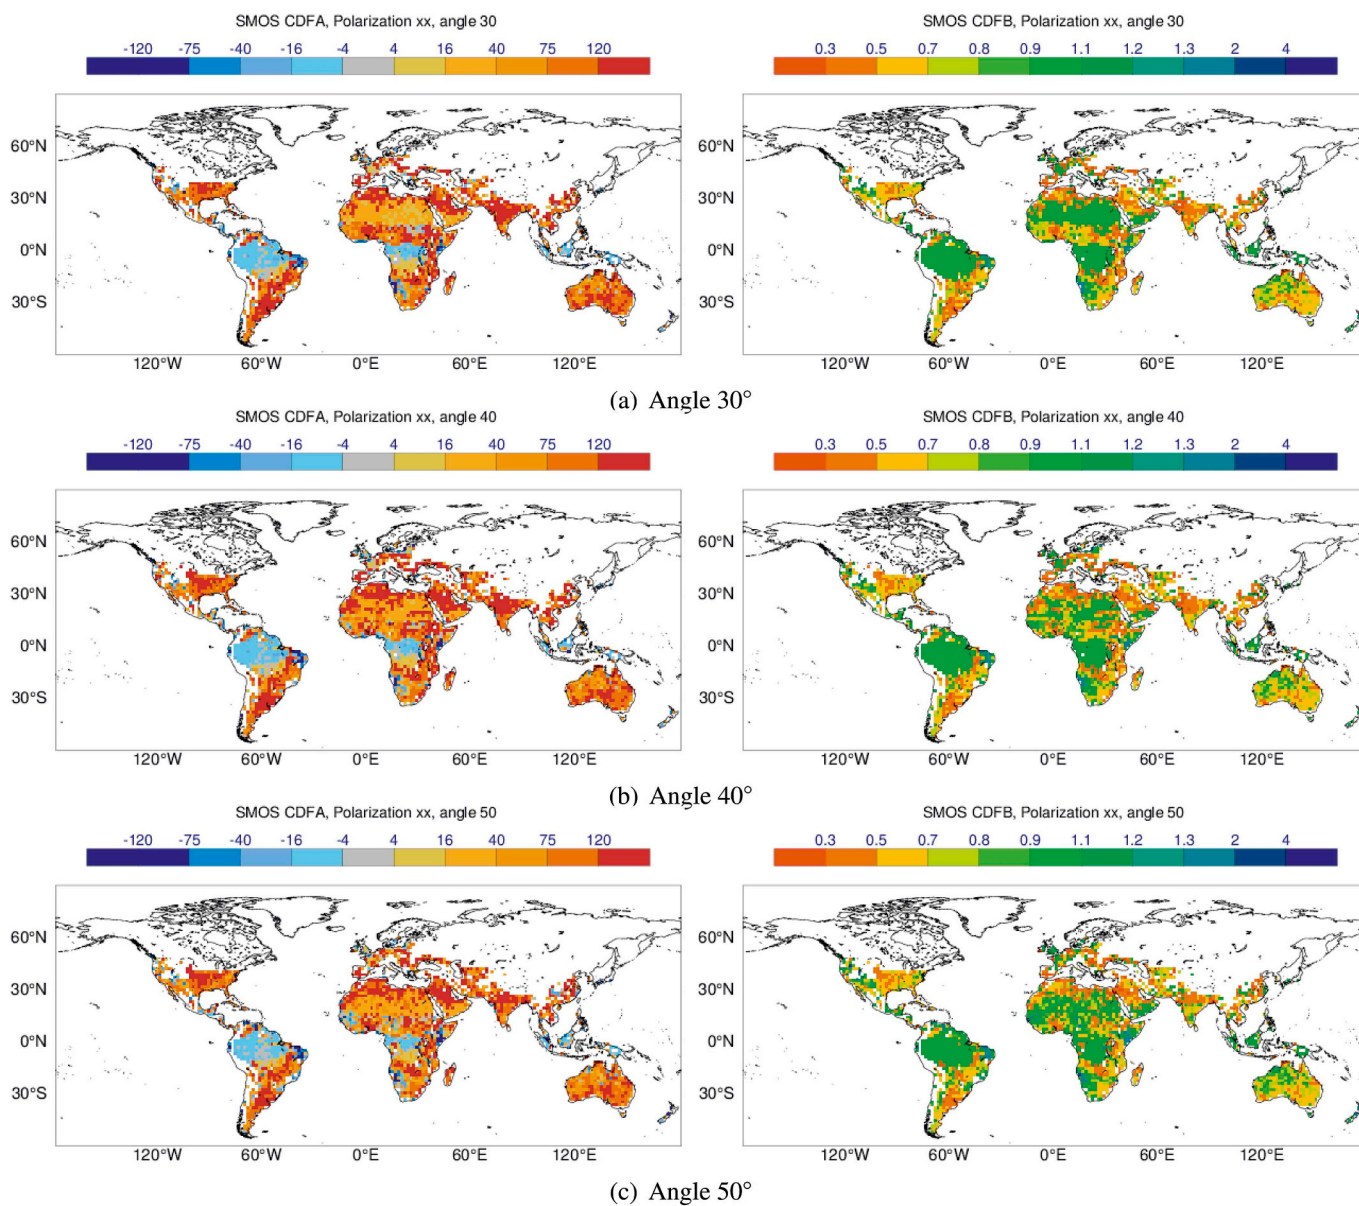 SMOS CDFA, Polarization xx, angle 30
SMOS CDFB, Polarization xx, angle 30
-120 -75 -40 -16 -4 4 16 40 75 120
0.3 0.5 0.7 0.8 0.9 1.1 1.2 1.3 2 4
60°N
30°N
0°N
30°S
120°W 60°W 0°E 60°E 120°E
60°N
30°N
0°N
30°S
120°W 60°W 0°E 60°E 120°E
(a) Angle 30°
SMOS CDFA, Polarization xx, angle 40
SMOS CDFB, Polarization xx, angle 40
-120 -75 -40 -16 -4 4 16 40 75 120
0.3 0.5 0.7 0.8 0.9 1.1 1.2 1.3 2 4
60°N
30°N
0°N
30°S
120°W 60°W 0°E 60°E 120°E
60°N
30°N
0°N
30°S
120°W 60°W 0°E 60°E 120°E
(b) Angle 40°
SMOS CDFA, Polarization xx, angle 50
SMOS CDFB, Polarization xx, angle 50
-120 -75 -40 -16 -4 4 16 40 75 120
0.3 0.5 0.7 0.8 0.9 1.1 1.2 1.3 2 4
60°N
30°N
0°N
30°S
120°W 60°W 0°E 60°E 120°E
60°N
30°N
0°N
30°S
120°W 60°W 0°E 60°E 120°E
(c) Angle 50°